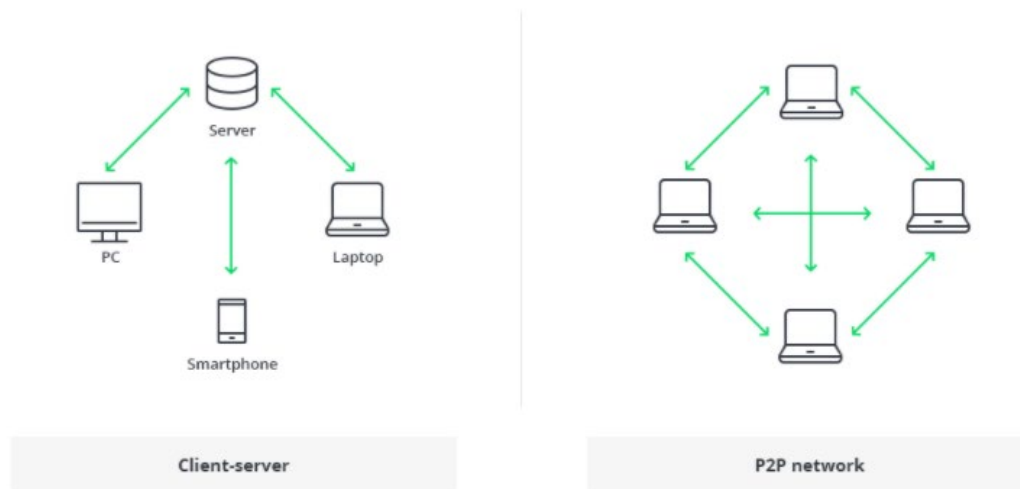 Server
PC
Laptop
Smartphone
Client-server
P2P network